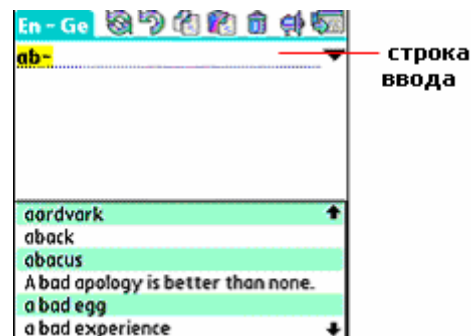 En - Ge
ab-
строка
ввода
aardvark
aback
abacus
A bad apology is better than none.
a bad egg
a bad experience